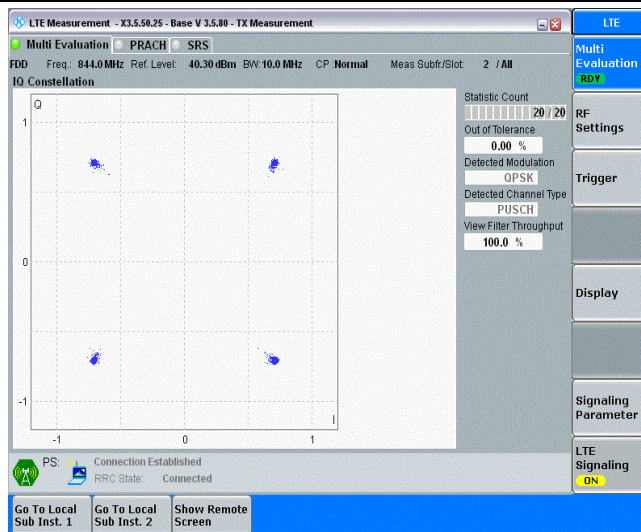 LTE Measurement - X3.5.50.25 - Base V 3.5.80 - TX Measurement
LTE
Multi Evaluation PRACH SRS
Multi
Evaluation
RDY
FDD Freq.: 844.0 MHz Ref. Level: 40.30 dBm BW: 10.0 MHz CP :Normal Meas Subfr./Slot: 2 / All
IQ Constellation
Q
1
0
-1
-1
0
1
I
Statistic Count
20 / 20
Out of Tolerance
0.00 %
Detected Modulation
QPSK
Detected Channel Type
PUSCH
View Filter Throughput
100.0 %
RF
Settings
Trigger
Display
Signaling
Parameter
LTE
Signaling
ON
PS: Connection Established
RRC State: Connected
Go To Local
Sub Inst. 1
Go To Local
Sub Inst. 2
Show Remote
Screen